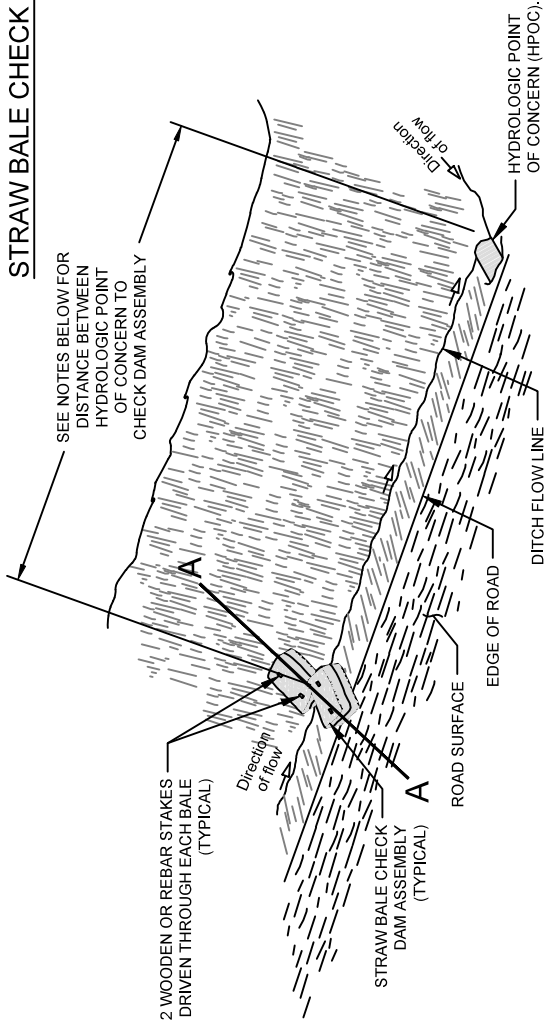 STRAW BALE CHECK
SEE NOTES BELOW FOR
DISTANCE BETWEEN
HYDROLOGIC POINT
OF CONCERN TO
CHECK DAM ASSEMBLY
2 WOODEN OR REBAR STAKES
DRIVEN THROUGH EACH BALE
(TYPICAL)
A
Direction
of flow
Direction
of flow
A
STRAW BALE CHECK
DAM ASSEMBLY
(TYPICAL)
ROAD SURFACE
EDGE OF ROAD
DITCH FLOW LINE
HYDROLOGIC POINT
OF CONCERN (HPOC).